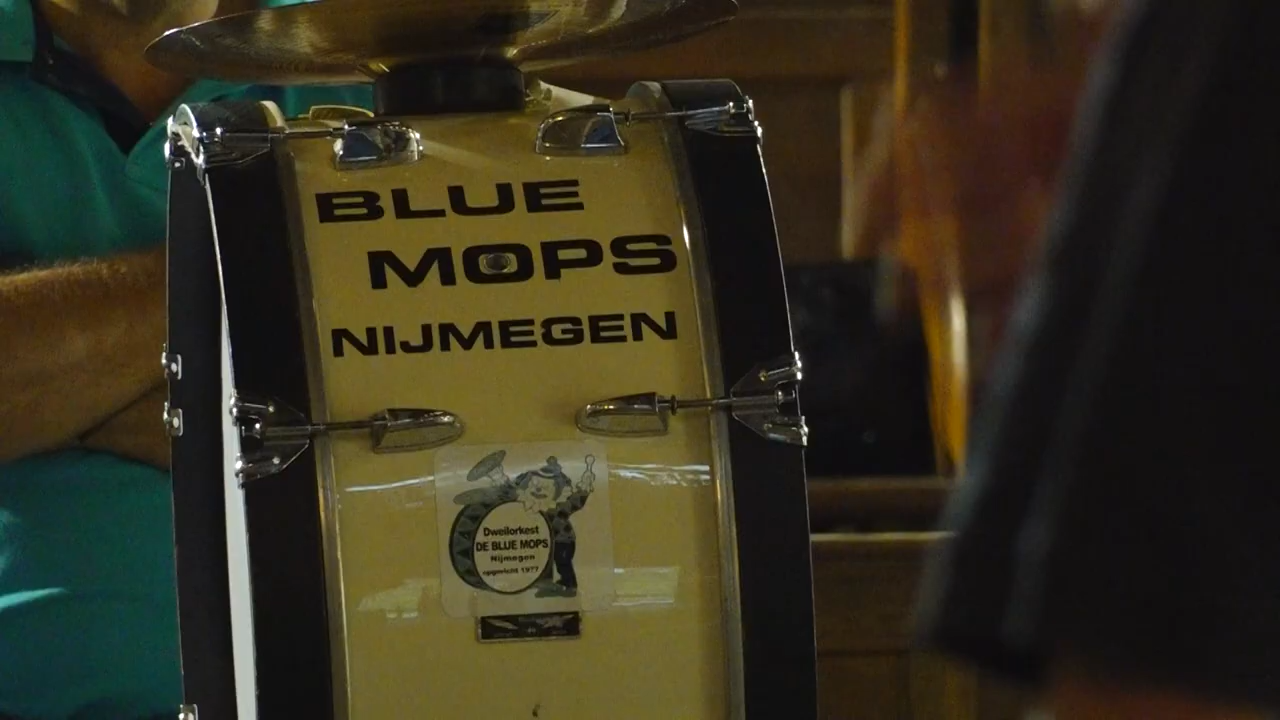 BLUE
MOPS
NIJMEGEN
Dweilorkest
DE BLUE MOPS
Nijmegen
opgericht 1977